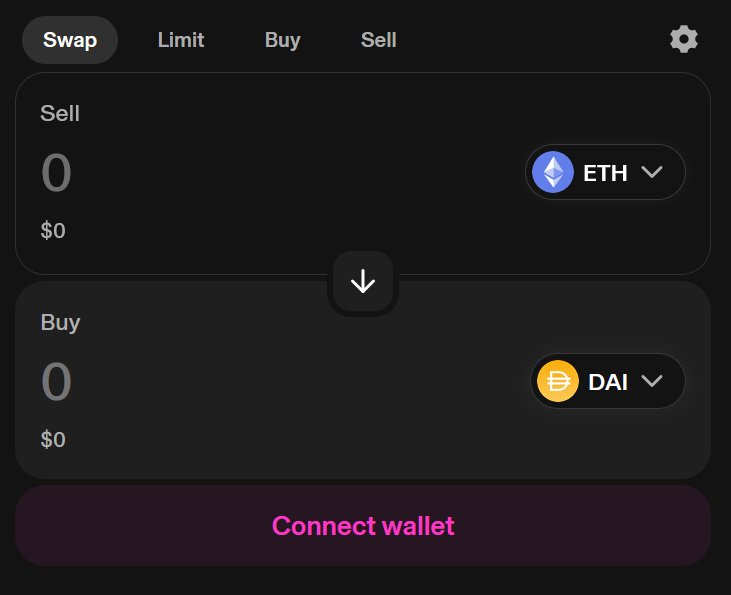 Swap Limit Buy Sell
Sell
0
ETH
$0
Buy
0
DAI
$0
Connect wallet